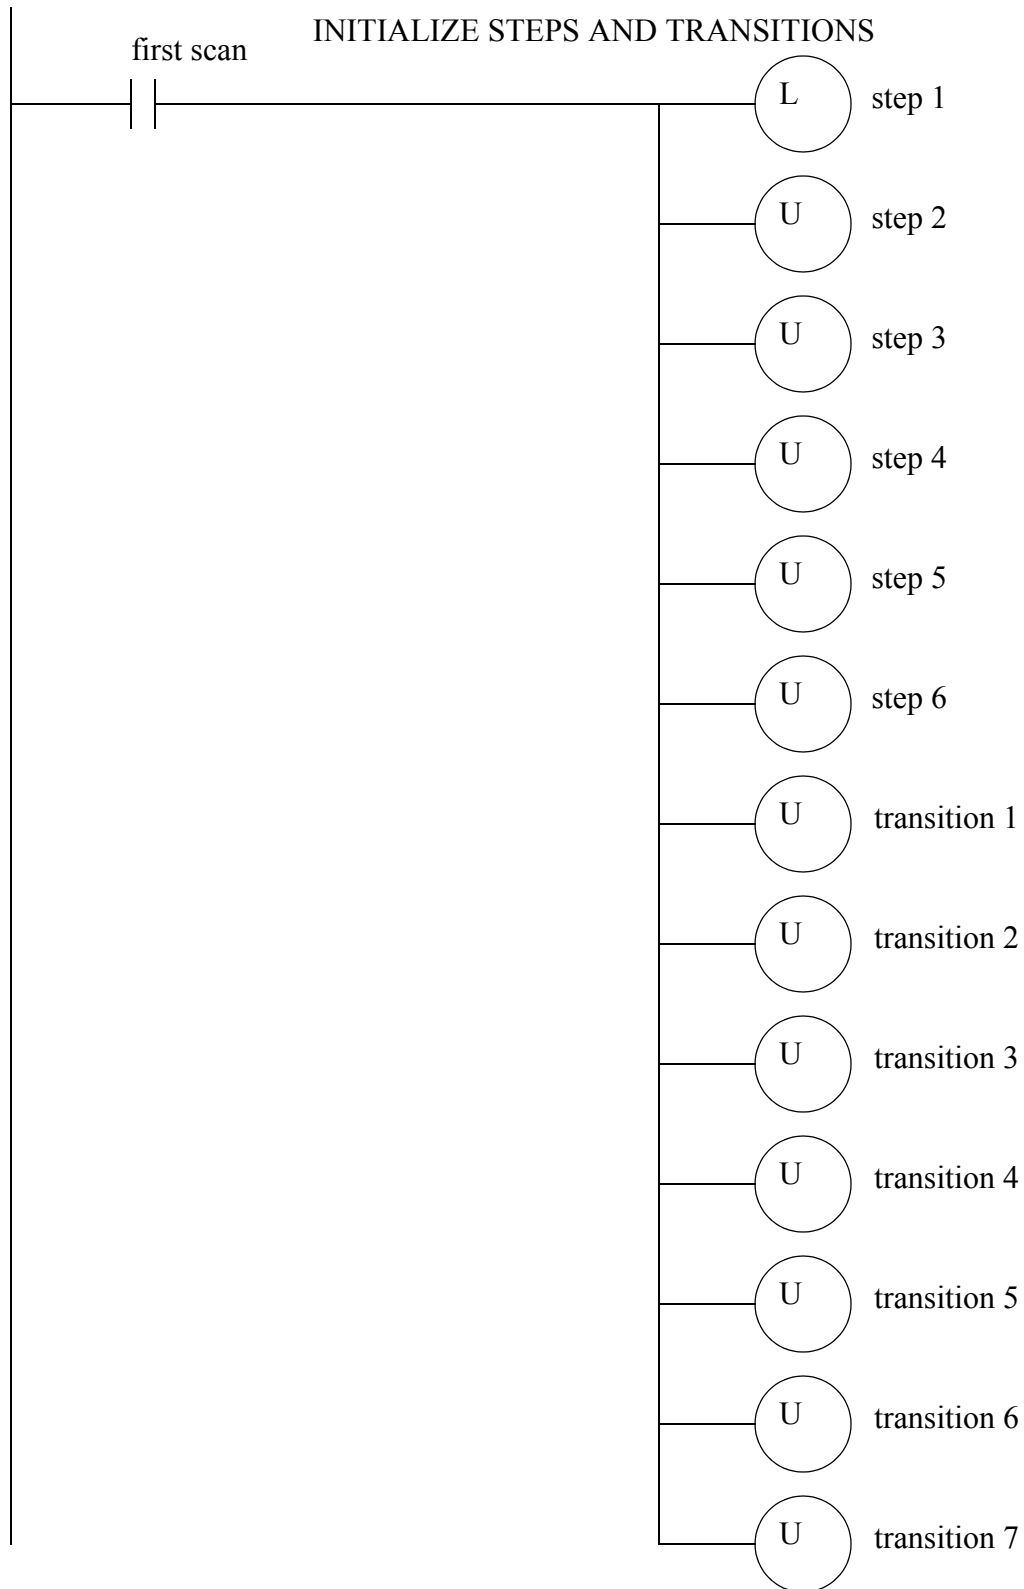 INITIALIZE STEPS AND TRANSITIONS
first scan
L step 1
U step 2
U step 3
U step 4
U step 5
U step 6
U transition 1
U transition 2
U transition 3
U transition 4
U transition 5
U transition 6
U transition 7